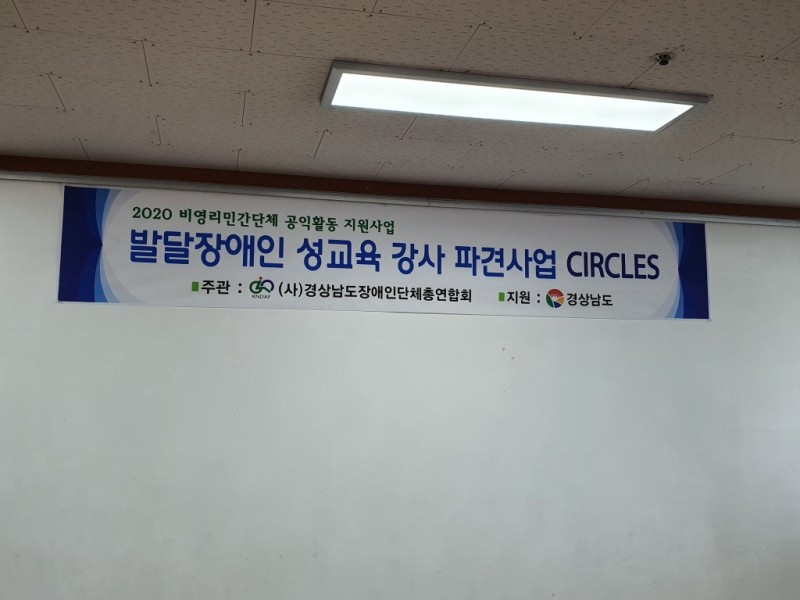 2020 비영리민간단체 공익활동 지원사업
발달장애인 성교육 강사 파견사업 CIRCLES
주관 : KNDAF (사)경상남도장애인단체총연합회 지원 : 경상남도